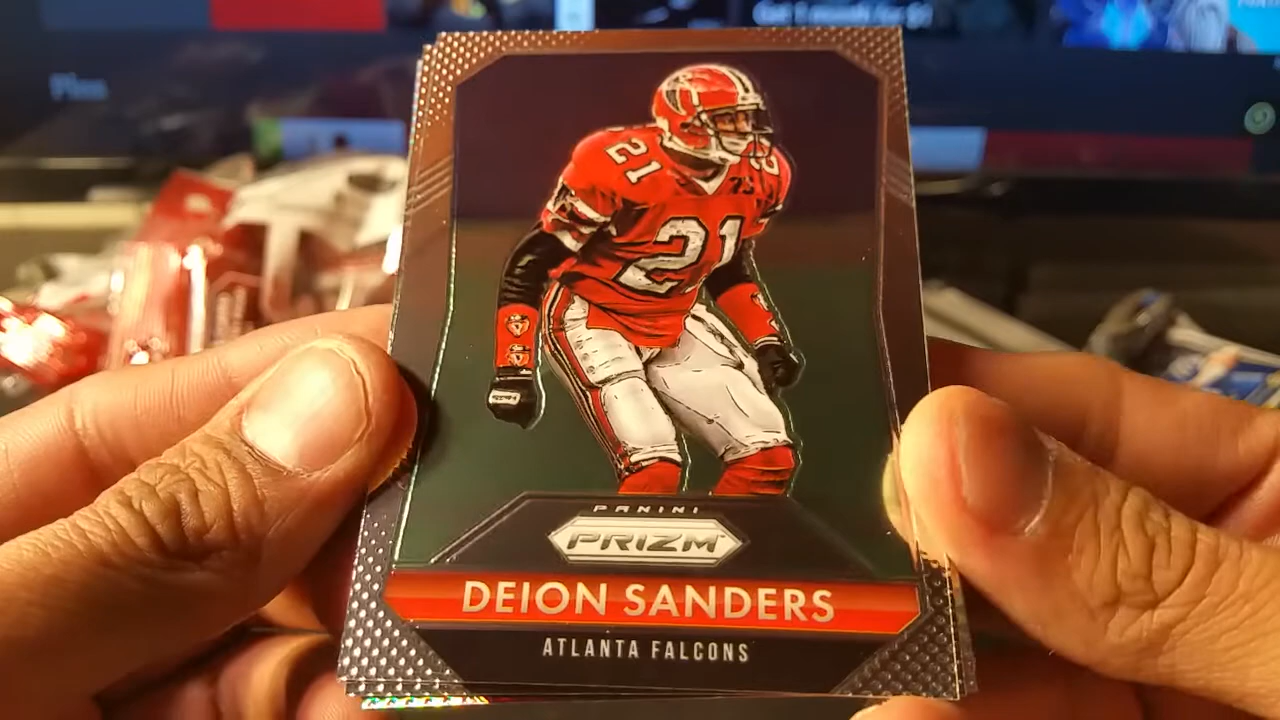 21
21
PANINI
PRIZM
DEION SANDERS
ATLANTA FALCONS